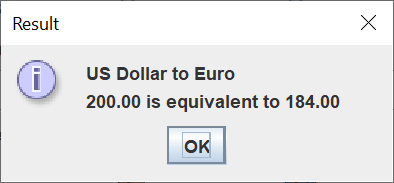 Result
US Dollar to Euro
200.00 is equivalent to 184.00
OK